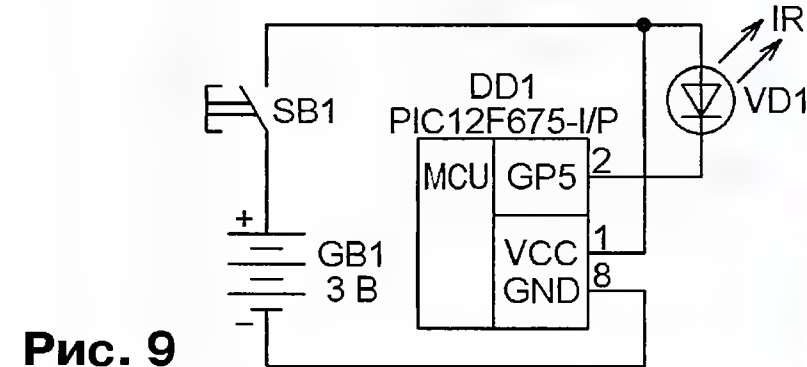 IR
DD1
SB1
PIC12F675-I/P
VD1
MCU
GP5
2
+
GB1
3 В
VCC
1
GND
8
−
Рис. 9